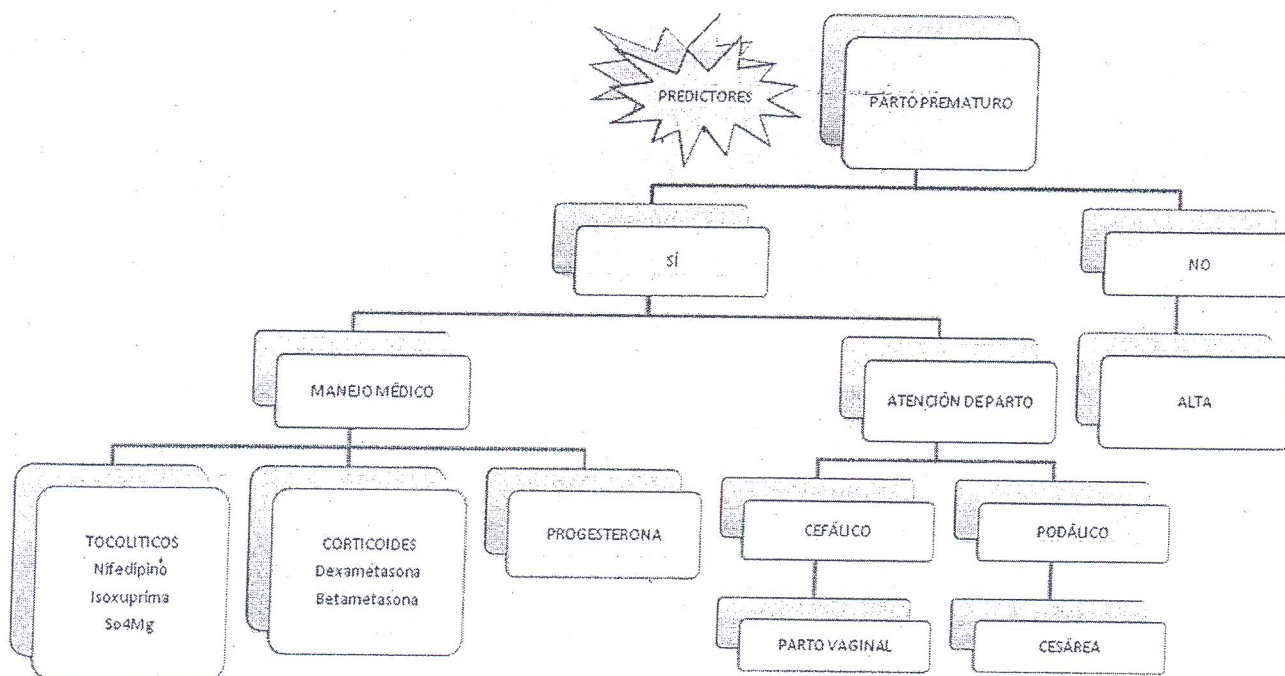 PREDICTORES
PARTO PREMATURO
SÍ
NO
MANEJO MÉDICO
ATENCIÓN DE PARTO
ALTA
TOCOLITICOS
Nifedipino
Isoxuprima
So4Mg
CORTICOIDES
Dexametasona
Betametasona
PROGESTERONA
CEFÁLICO
PODÁLICO
PARTO VAGINAL
CESÁREA